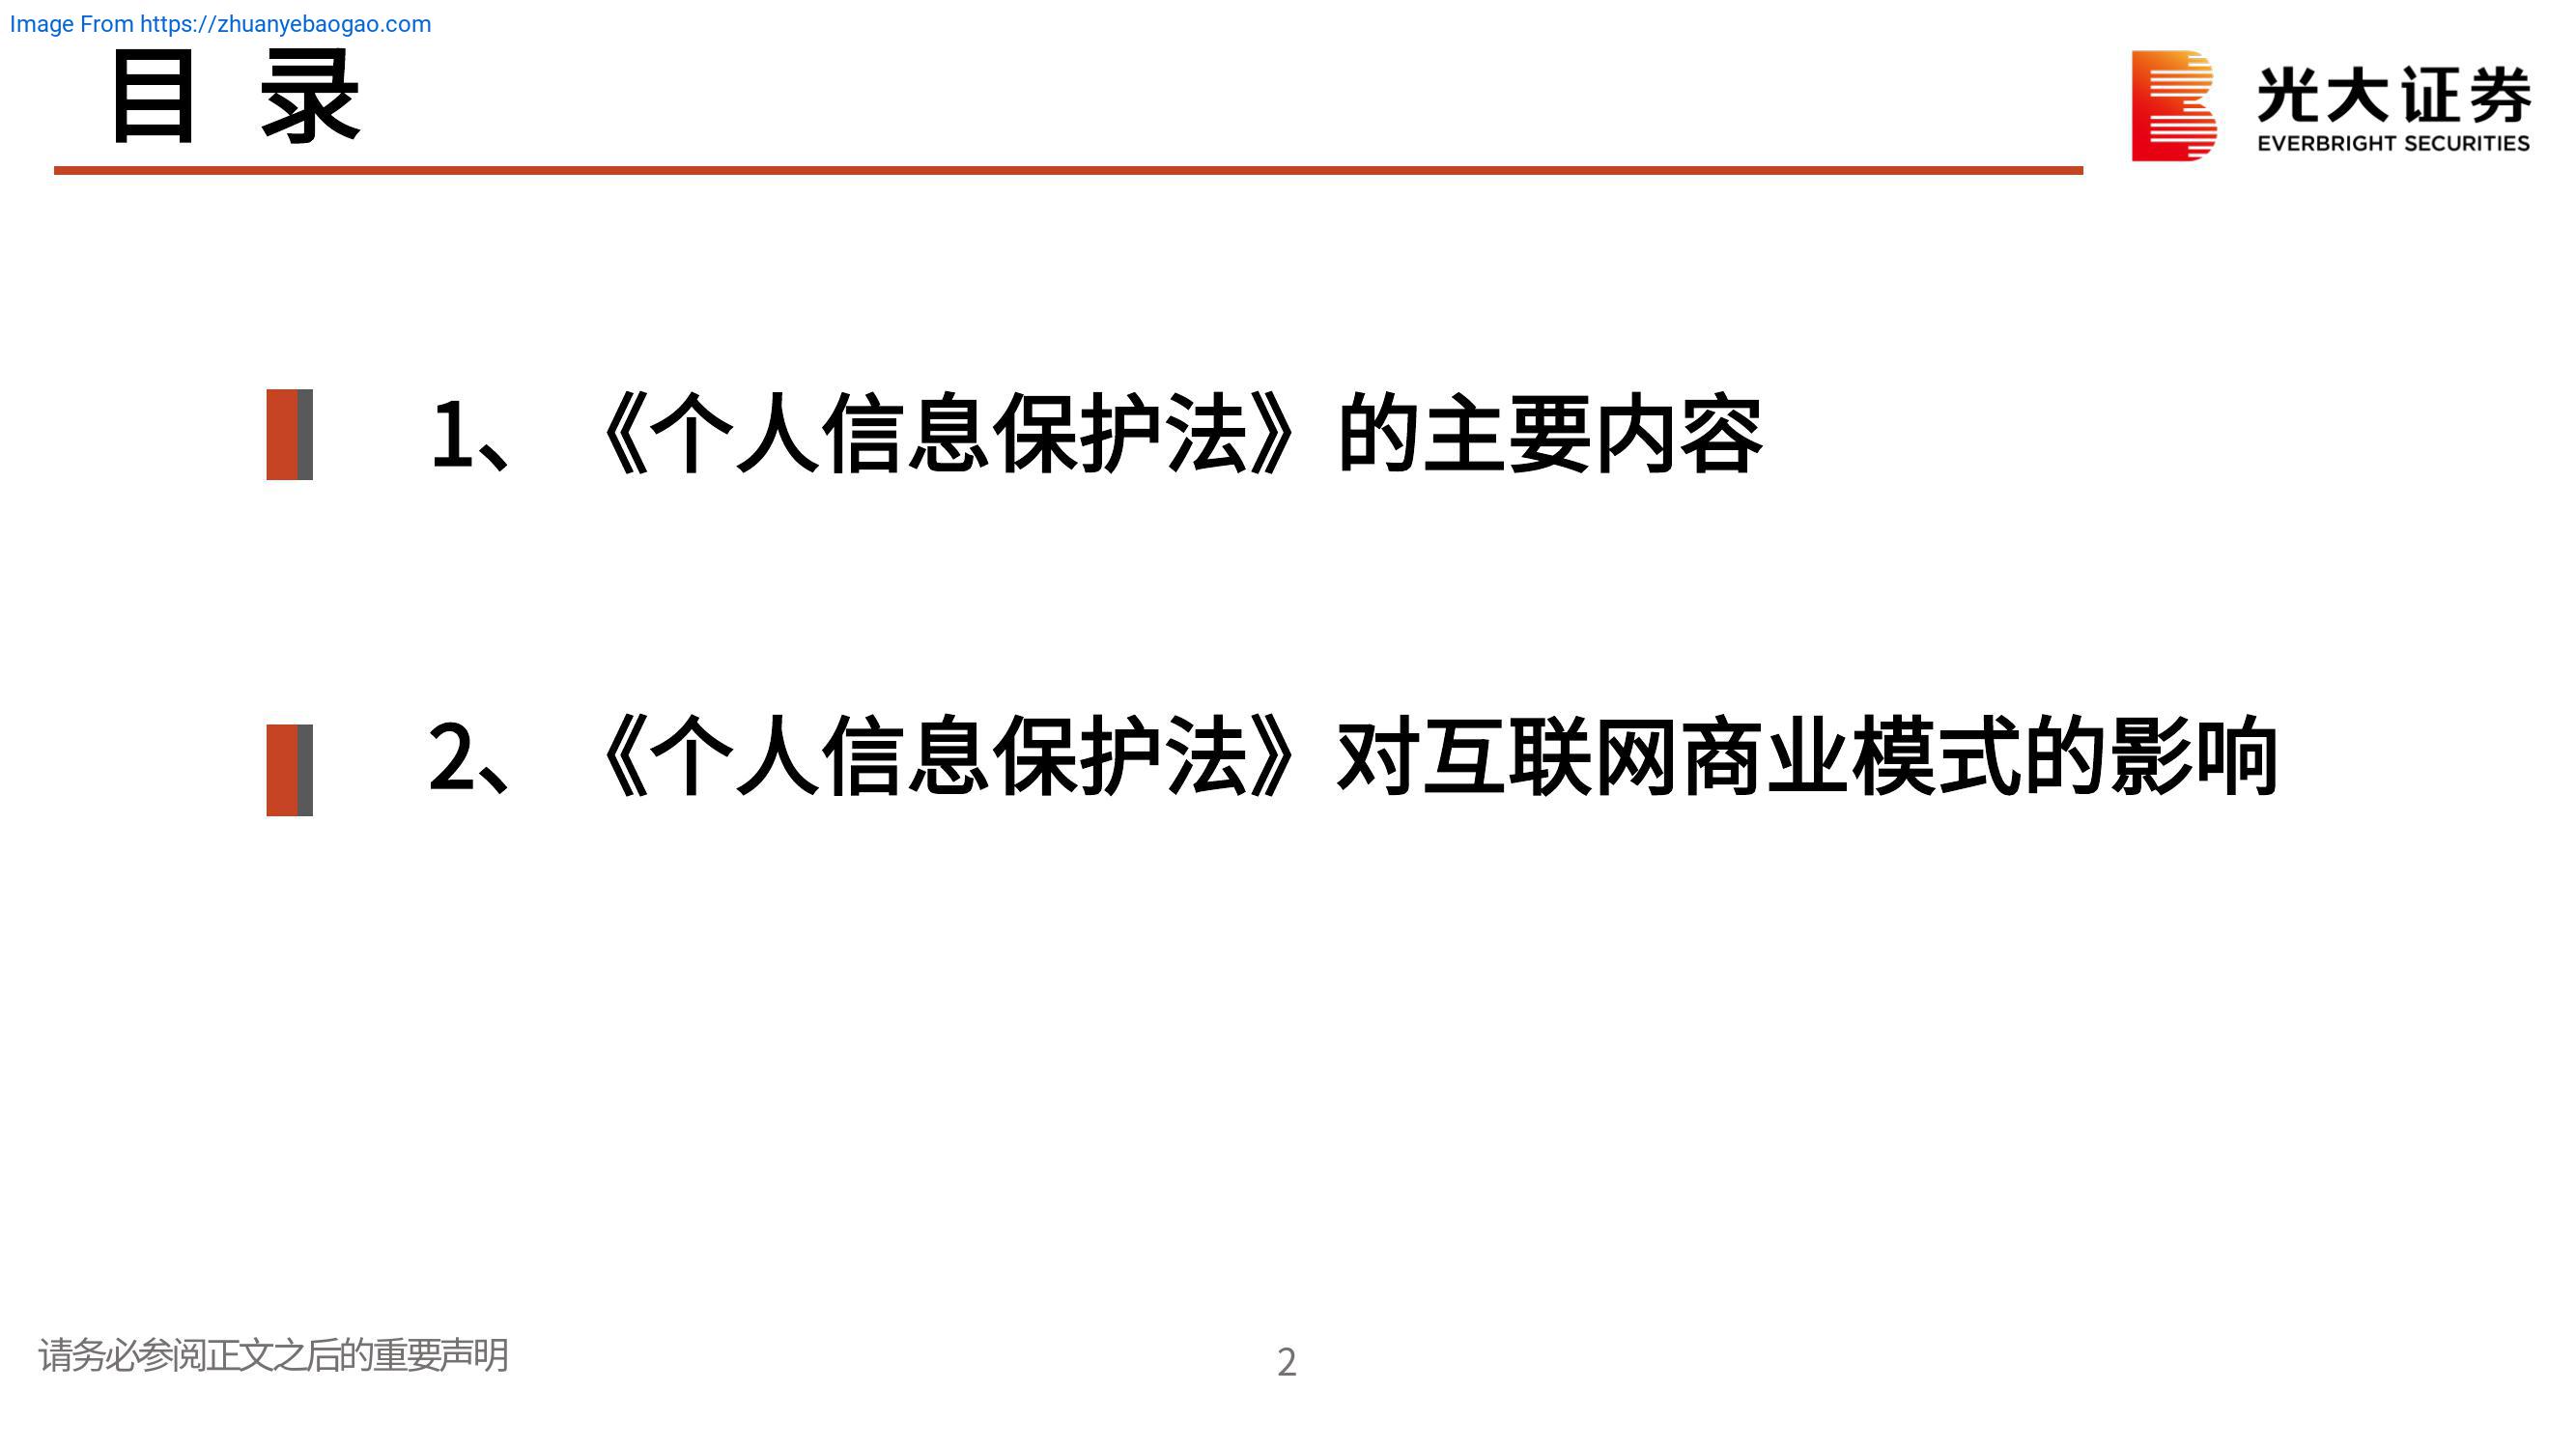 Image From https://zhuanyebaogao.com
目 录
光大证券
EVERBRIGHT SECURITIES
1、 《个人信息保护法》的主要内容
2、 《个人信息保护法》对互联网商业模式的影响
请务必参阅正文之后的重要声明
2